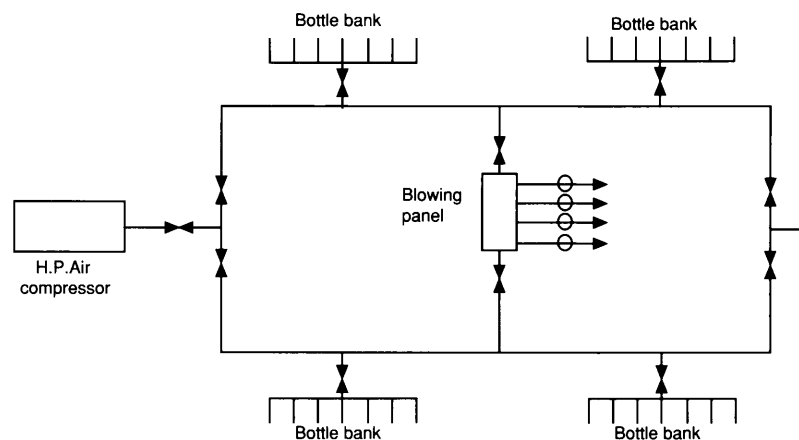 Bottle bank
Bottle bank
Blowing
panel
H.P.Air
compressor
Bottle bank
Bottle bank